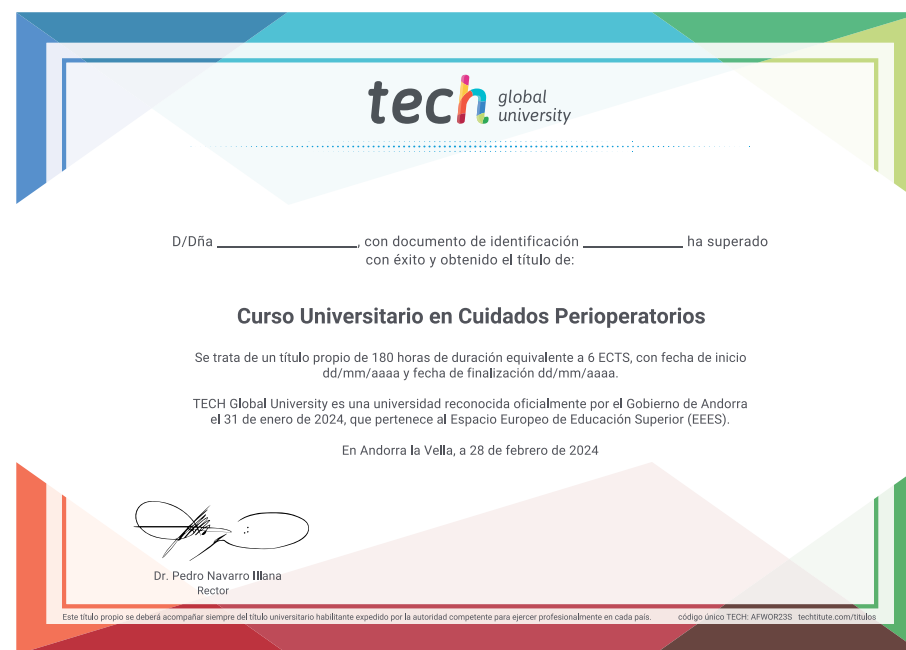 tech global university
D/Dña ____________________, con documento de identificación ______________ ha superado
con éxito y obtenido el título de:
Curso Universitario en Cuidados Perioperatorios
Se trata de un título propio de 180 horas de duración equivalente a 6 ECTS, con fecha de inicio
dd/mm/aaaa y fecha de finalización dd/mm/aaaa.
TECH Global University es una universidad reconocida oficialmente por el Gobierno de Andorra
el 31 de enero de 2024, que pertenece al Espacio Europeo de Educación Superior (EEES).
En Andorra la Vella, a 28 de febrero de 2024
Dr. Pedro Navarro Illana
Rector
Este título propio se deberá acompañar siempre del título universitario habilitante expedido por la autoridad competente para ejercer profesionalmente en cada país. código único TECH: AFWOR23S techtitute.com/titulos